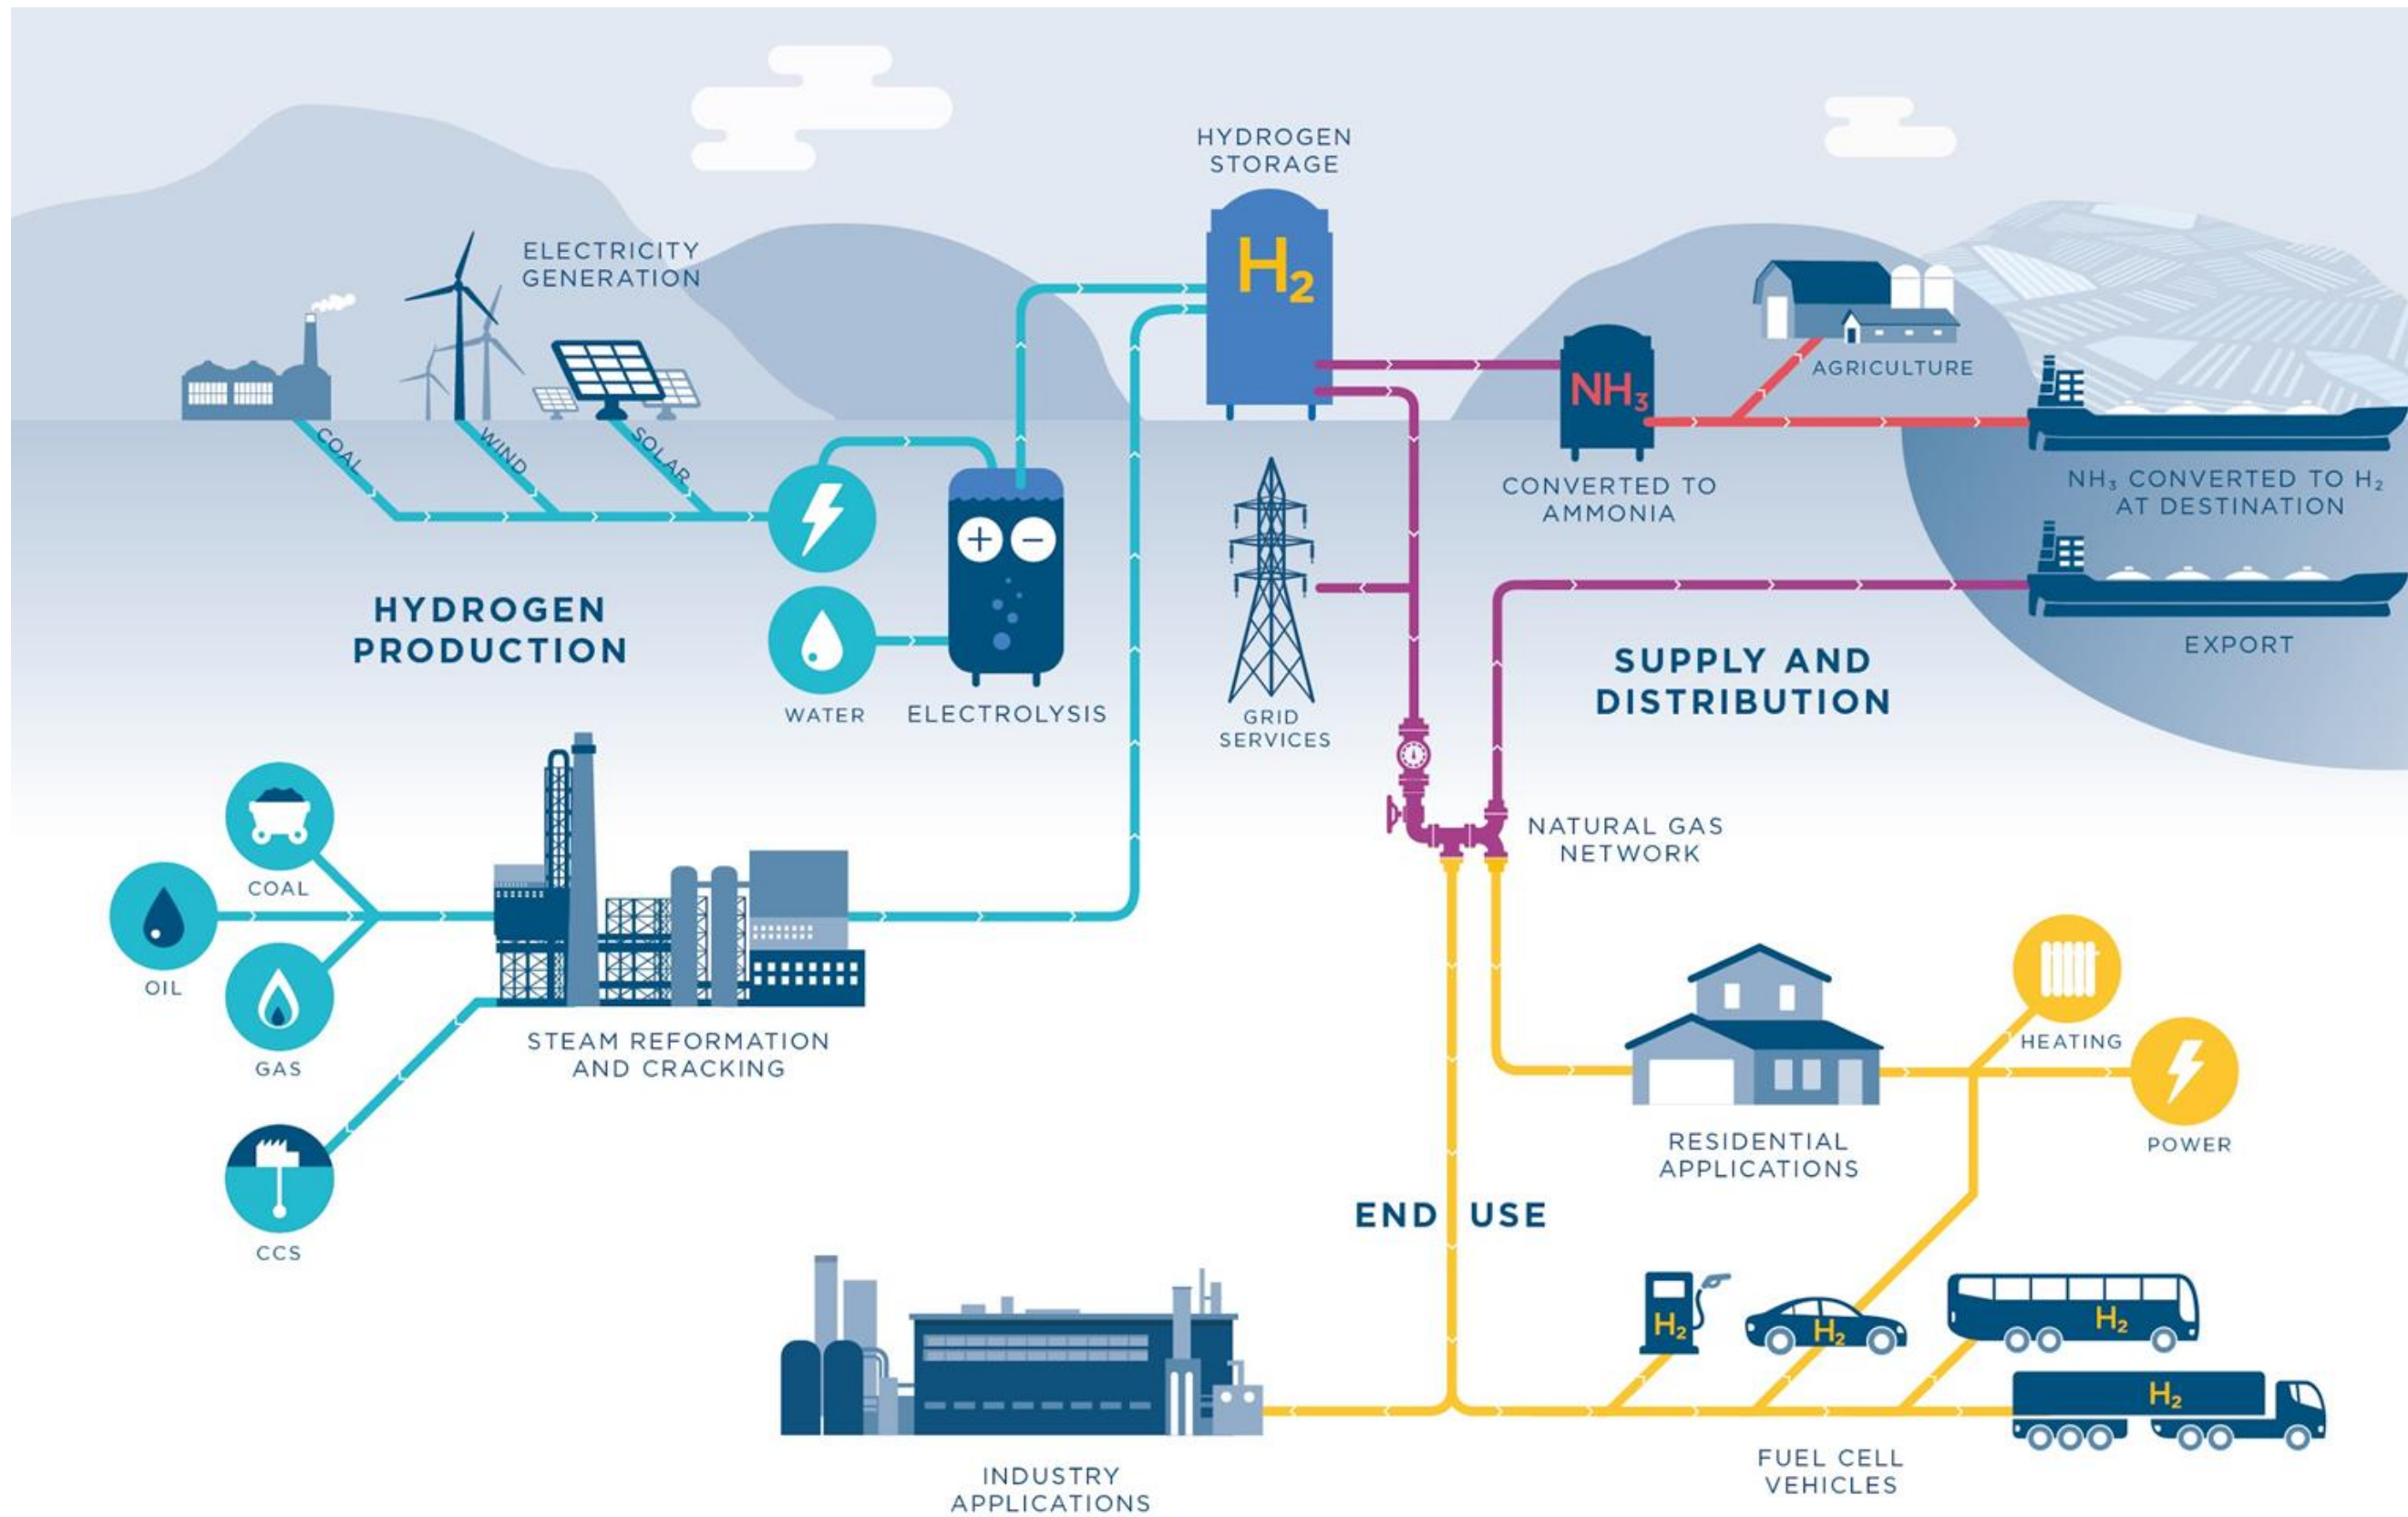 HYDROGEN
STORAGE
H₂
ELECTRICITY
GENERATION
COAL
WIND
SOLAR
HYDROGEN
PRODUCTION
+ −
WATER
ELECTROLYSIS
GRID
SERVICES
NH₃
CONVERTED TO
AMMONIA
AGRICULTURE
NH₃ CONVERTED TO H₂
AT DESTINATION
EXPORT
SUPPLY AND
DISTRIBUTION
NATURAL GAS
NETWORK
COAL
OIL
GAS
STEAM REFORMATION
AND CRACKING
CCS
HEATING
POWER
RESIDENTIAL
APPLICATIONS
END USE
H₂
H₂
H₂
H₂
FUEL CELL
VEHICLES
INDUSTRY
APPLICATIONS